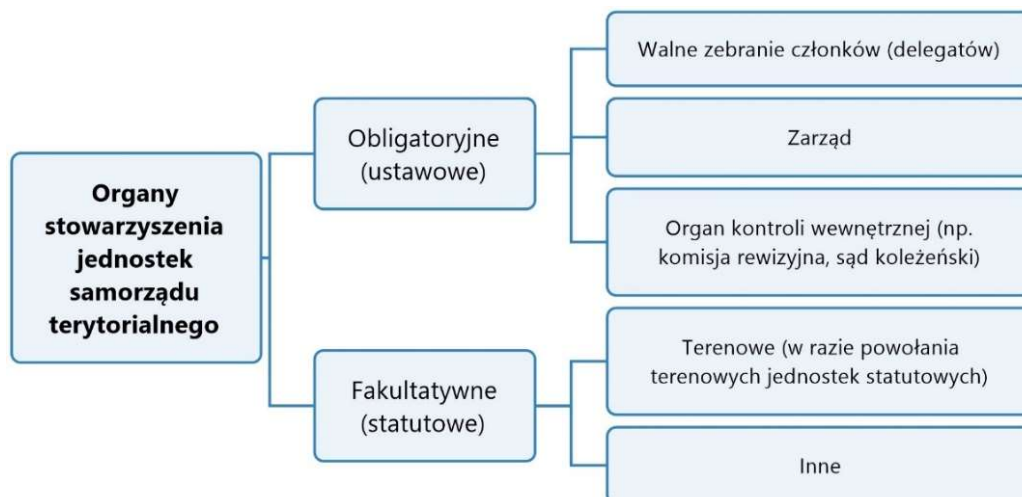 Organy
stowarzyszenia
jednostek
samorządu
terytorialnego
Obligatoryjne
(ustawowe)
Walne zebranie członków (delegatów)
Zarząd
Organ kontroli wewnętrznej (np.
komisja rewizyjna, sąd koleżeński)
Fakultatywne
(statutowe)
Terenowe (w razie powołania
terenowych jednostek statutowych)
Inne